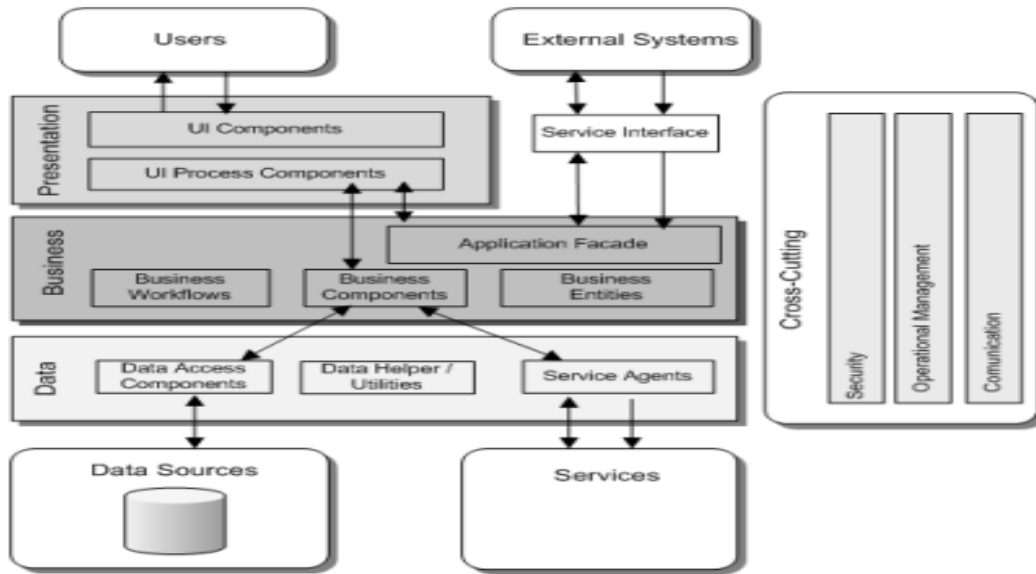 Users
External Systems
Presentation
UI Components
Service Interface
UI Process Components
Business
Application Facade
Business
Workflows
Business
Components
Business
Entities
Data
Data Access
Components
Data Helper /
Utilities
Service Agents
Data Sources
Services
Cross-Cutting
Security
Operational Management
Comunication